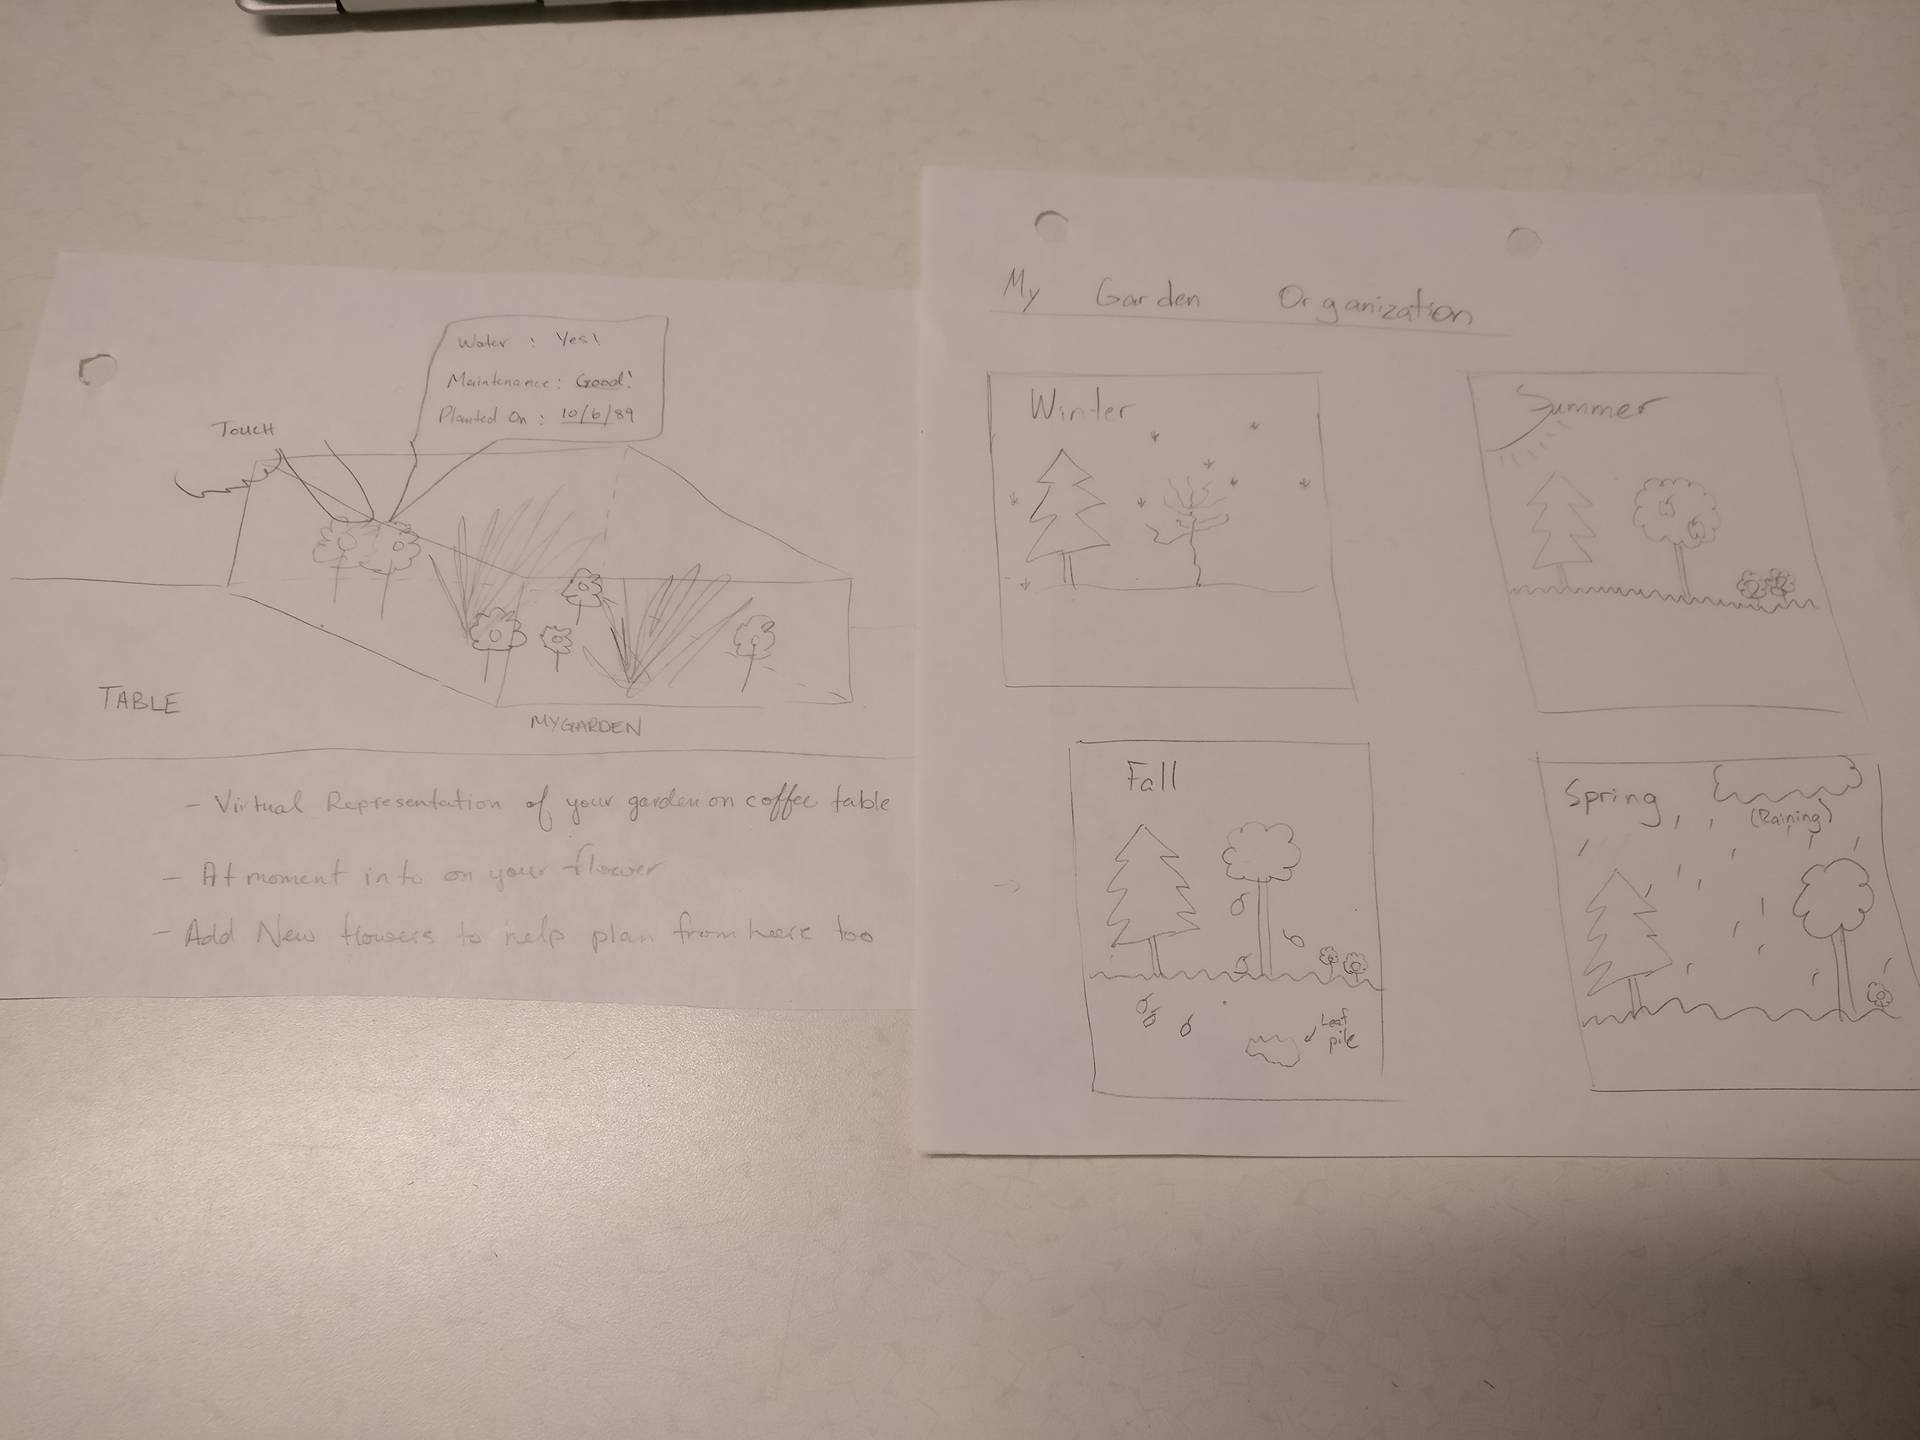 Water : Yes!
Maintenance : Good!
Planted On : 10/6/89
TOUCH
TABLE
MYGARDEN
- Virtual Representation of your garden on coffee table
- At moment into on your flower
- Add New flowers to help plan from here too
My Garden Organization
Winter
Summer
Fall
Leaf
pile
Spring
(Raining)